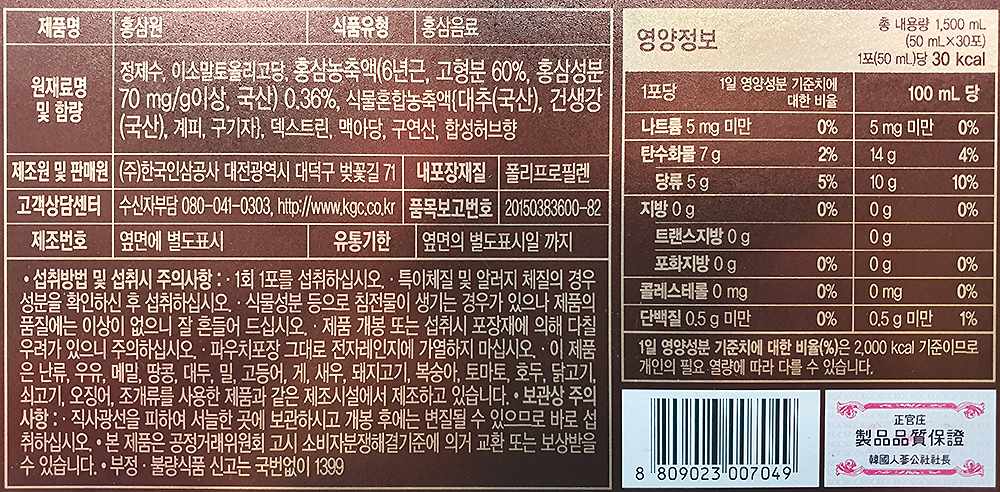 제품명 홍삼원 식품유형 홍삼음료
원재료명 및 함량
정제수, 이소말토올리고당, 홍삼농축액(6년근, 고형분 60%, 홍삼성분
70 mg/g이상, 국산) 0.36%, 식물혼합농축액{대추(국산), 건생강
(국산), 계피, 구기자}, 덱스트린, 맥아당, 구연산, 합성허브향
제조원 및 판매원 (주)한국인삼공사 대전광역시 대덕구 벚꽃길 71 내포장재질 폴리프로필렌
고객상담센터 수신자부담 080-041-0303, http://www.kgc.co.kr 품목보고번호 20150383600-82
제조번호 옆면에 별도표시 유통기한 옆면의 별도표시일 까지
• 섭취방법 및 섭취시 주의사항 : · 1회 1포를 섭취하십시오. · 특이체질 및 알러지 체질의 경우
성분을 확인하신 후 섭취하십시오. · 식물성분 등으로 침전물이 생기는 경우가 있으나 제품의
품질에는 이상이 없으니 잘 흔들어 드십시오. · 제품 개봉 또는 섭취시 포장재에 의해 다칠
우려가 있으니 주의하십시오. · 파우치포장 그대로 전자레인지에 가열하지 마십시오. · 이 제품
은 난류, 우유, 메밀, 땅콩, 대두, 밀, 고등어, 게, 새우, 돼지고기, 복숭아, 토마토, 호두, 닭고기,
쇠고기, 오징어, 조개류를 사용한 제품과 같은 제조시설에서 제조하고 있습니다. • 보관상 주의
사항 : · 직사광선을 피하여 서늘한 곳에 보관하시고 개봉 후에는 변질될 수 있으므로 바로 섭
취하십시오. • 본 제품은 공정거래위원회 고시 소비자분쟁해결기준에 의거 교환 또는 보상받을
수 있습니다. • 부정 · 불량식품 신고는 국번없이 1399
영양정보
총 내용량 1,500 mL
(50 mL×30포)
1포(50 mL)당 30 kcal
1포당 1일 영양성분 기준치에 대한 비율 100 mL 당
나트륨 5 mg 미만 0% 5 mg 미만 0%
탄수화물 7 g 2% 14 g 4%
당류 5 g 5% 10 g 10%
지방 0 g 0% 0 g 0%
트랜스지방 0 g 0 g
포화지방 0 g 0% 0 g 0%
콜레스테롤 0 mg 0% 0 mg 0%
단백질 0.5 g 미만 0% 0.5 g 미만 1%
1일 영양성분 기준치에 대한 비율(%)은 2,000 kcal 기준이므로
개인의 필요 열량에 따라 다를 수 있습니다.
8 809023 007049
正官庄
製品品質保證
韓國人蔘公社社長